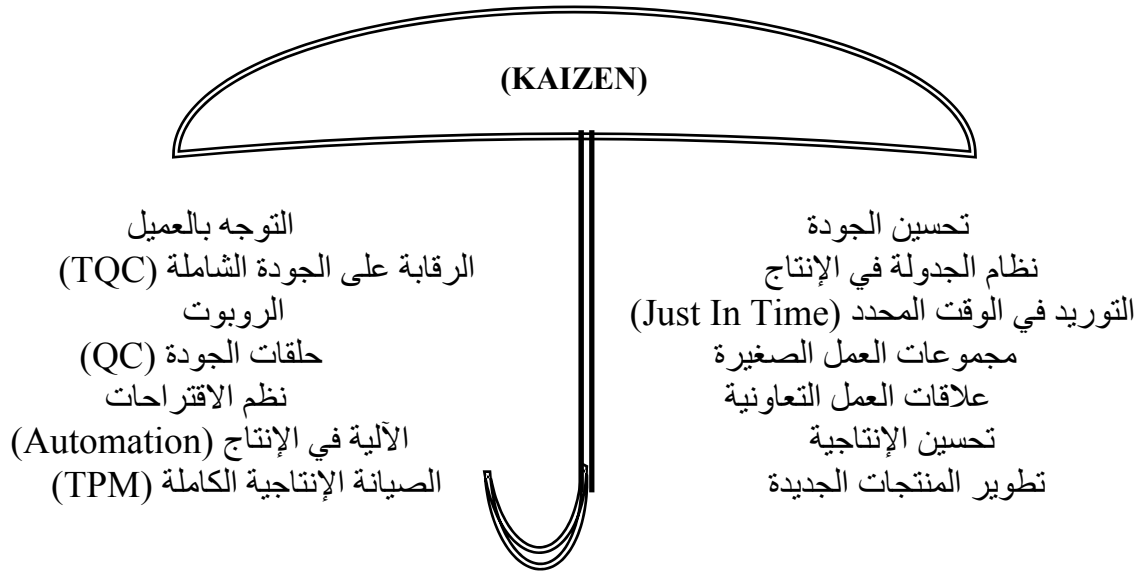 (KAIZEN)
تحسين الجودة
نظام الجدولة في الإنتاج
التوريد في الوقت المحدد (Just In Time)
مجموعات العمل الصغيرة
علاقات العمل التعاونية
تحسين الإنتاجية
تطوير المنتجات الجديدة
التوجه بالعميل
الرقابة على الجودة الشاملة (TQC)
الروبوت
حلقات الجودة (QC)
نظم الاقتراحات
الآلية في الإنتاج (Automation)
الصيانة الإنتاجية الكاملة (TPM)